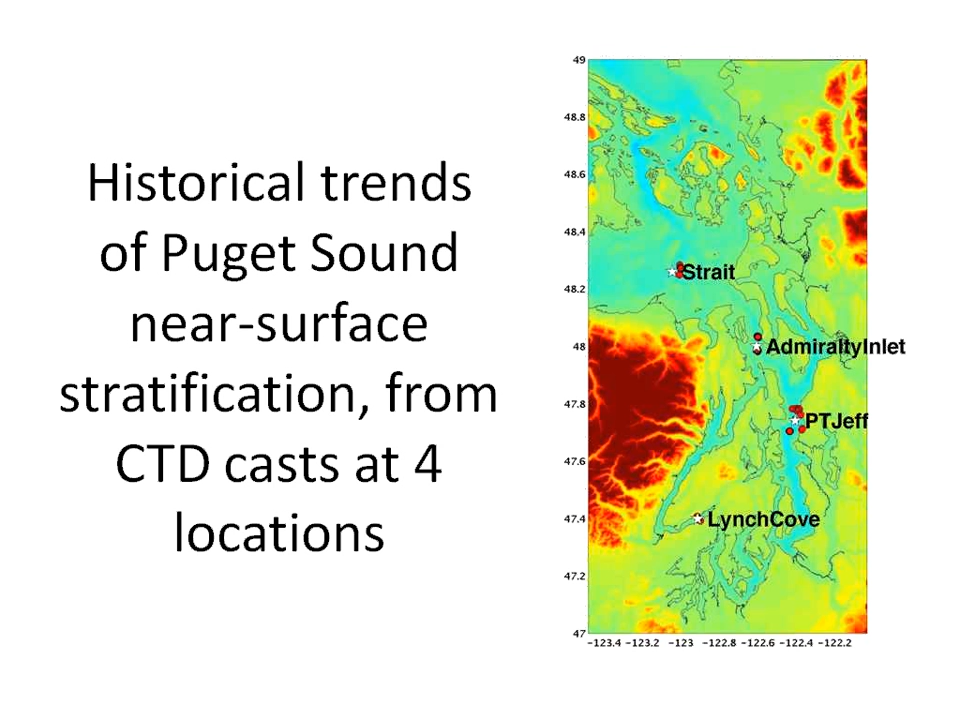 Historical trends
of Puget Sound
near-surface
stratification, from
CTD casts at 4
locations
49
48.8
48.6
48.4
Strait
48.2
48
AdmiraltyInlet
47.8
PTJeff
47.6
47.4
LynchCove
47.2
47
−123.4 −123.2 −123 −122.8 −122.6 −122.4 −122.2